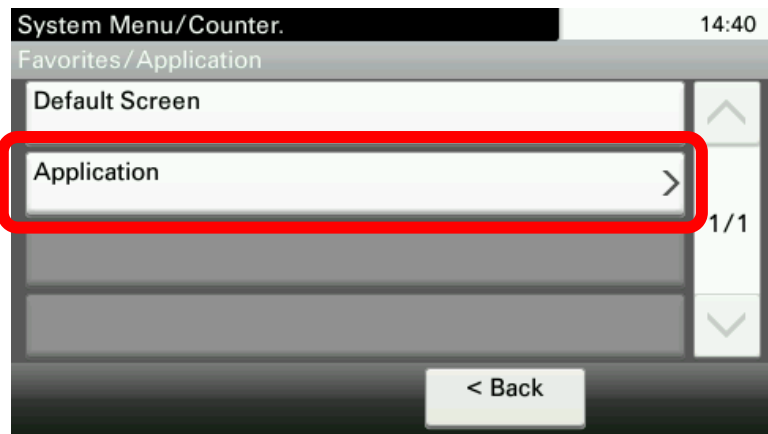 System Menu/Counter. 14:40
Favorites/Application
Default Screen
Application >
1/1
< Back